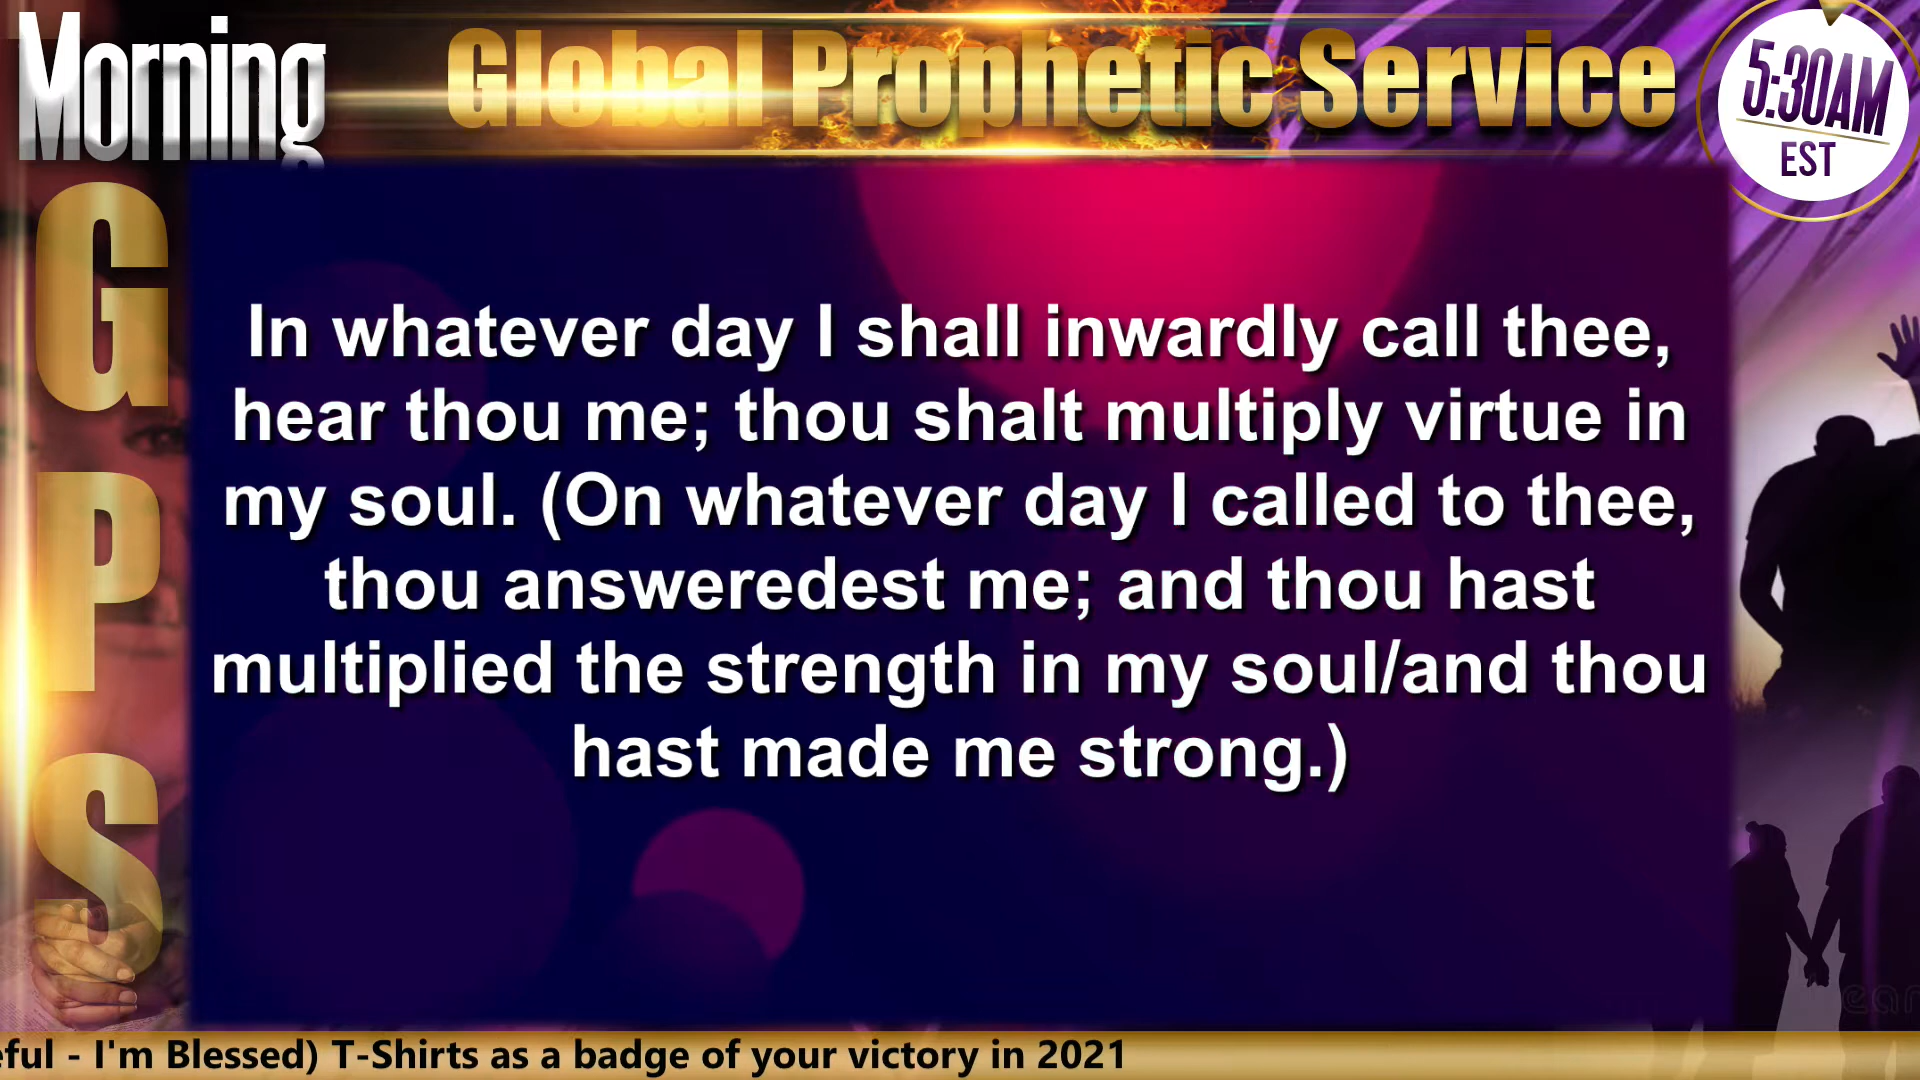 Morning
Global Prophetic Service
5:30AM
EST
G
P
S
In whatever day I shall inwardly call thee,
hear thou me; thou shalt multiply virtue in
my soul. (On whatever day I called to thee,
thou answeredest me; and thou hast
multiplied the strength in my soul/and thou
hast made me strong.)
- I'm Blessed) T-Shirts as a badge of your victory in 2021